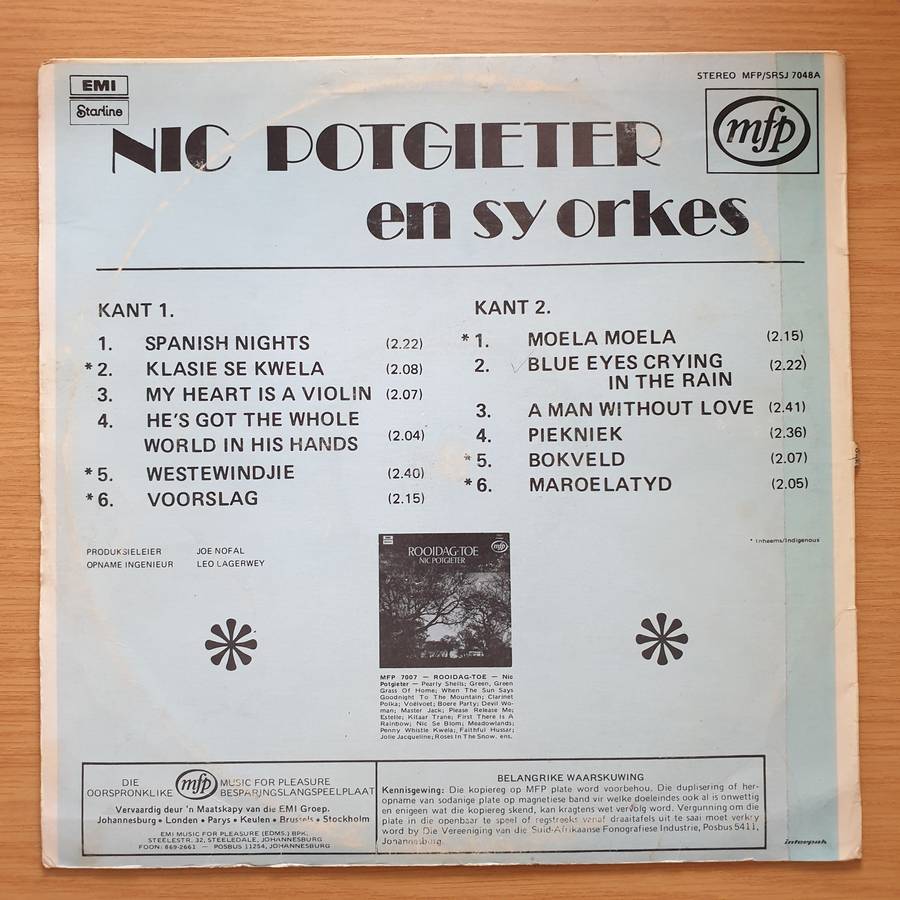 EMI
Starline
STEREO MFP/SRSJ 7048A
mfp
NIC POTGIETER
en sy orkes
KANT 1.
1. SPANISH NIGHTS (2.22)
* 2. KLASIE SE KWELA (2.08)
3. MY HEART IS A VIOLIN (2.07)
4. HE'S GOT THE WHOLE
WORLD IN HIS HANDS (2.04)
* 5. WESTEWINDJIE (2.40)
* 6. VOORSLAG (2.15)
KANT 2.
* 1. MOELA MOELA (2.15)
2. BLUE EYES CRYING (2.22)
IN THE RAIN
3. A MAN WITHOUT LOVE (2.41)
4. PIEKNIEK (2.36)
* 5. BOKVELD (2.07)
* 6. MAROELATYD (2.05)
* Inheems/Indigenous
PRODUKSIELEIER JOE NOFAL
OPNAME INGENIEUR LEO LAGERWEY
ROOIDAG-TOE
NIC POTGIETER
mfp
MFP 7007 — ROOIDAG-TOE — Nic
Potgieter — Pearly Shells; Green, Green
Grass Of Home; When The Sun Says
Goodnight To The Mountain; Clarinet
Polka; Voëlvoet; Boere Party; Devil Wo-
man; Master Jack; Please Release Me;
Estelle; Kitaar Trane; First There Is A
Rainbow; Nic Se Blom; Meadowlands;
Penny Whistle Kwela; Faithful Hussar;
Jolie Jacqueline; Roses In The Snow. ens.
DIE mfp MUSIC FOR PLEASURE
OORSPRONKLIKE BESPARINGSLANGSPEELPLAAT
Vervaardig deur 'n Maatskapy van die EMI Groep.
Johannesburg • Londen • Parys • Keulen • Brussels • Stockholm
EMI MUSIC FOR PLEASURE (EDMS.) BPK.
STEELESTR. 32, STEELEDALE, JOHANNESBURG
FOON: 869-2661 — POSBUS 11254, JOHANNESBURG
BELANGRIKE WAARSKUWING
Kennisgewing: Die kopiereg op MFP plate word voorbehou. Die duplisering of her-
opname van sodanige plate op magnetiese band vir welke doeleindes ook al is onwettig
en enigeen wat die kopiereg skend, kan kragtens wet vervolg word. Vergunning om die
plate in die openbaar te speel of regstreeks vanaf draaitafels uit te saai moet verkry
word by Die Vereeniging van die Suid-Afrikaanse Fonografiese Industrie, Posbus 5411,
Johannesburg.
interpak